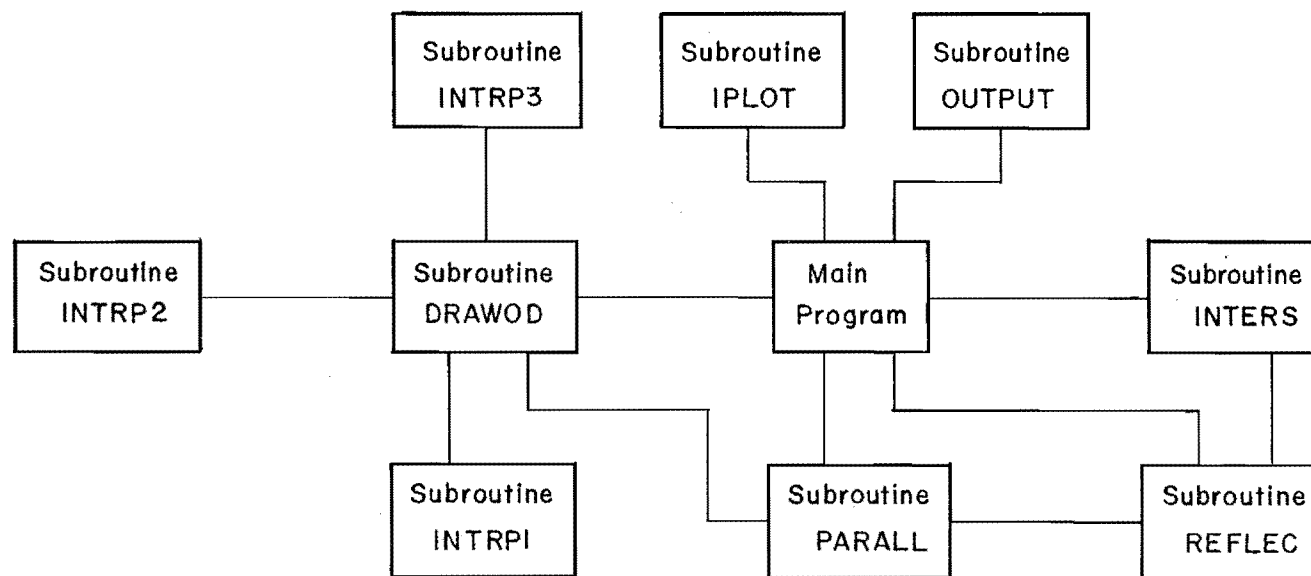 Subroutine
INTRP3
Subroutine
IPLOT
Subroutine
OUTPUT
Subroutine
INTRP2
Subroutine
DRAWOD
Main
Program
Subroutine
INTERS
Subroutine
INTRP1
Subroutine
PARALL
Subroutine
REFLEC